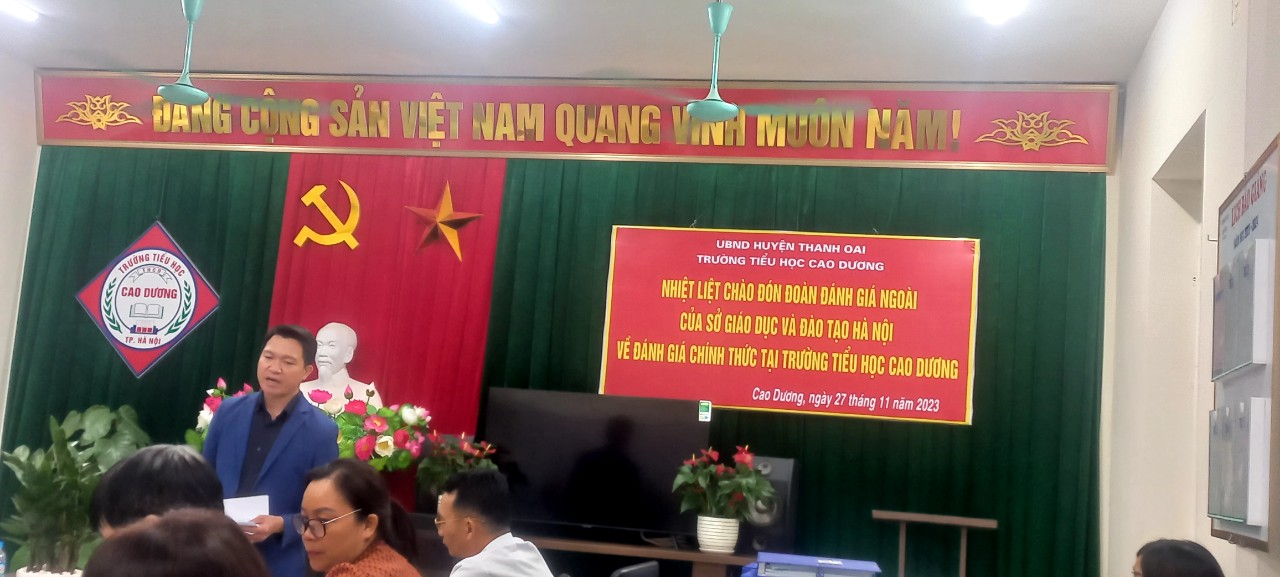 ĐẢNG CỘNG SẢN VIỆT NAM QUANG VINH MUÔN NĂM!
TRƯỜNG TIỂU HỌC
CAO DƯƠNG
TP. HÀ NỘI
UBND HUYỆN THANH OAI
TRƯỜNG TIỂU HỌC CAO DƯƠNG
NHIỆT LIỆT CHÀO ĐÓN ĐOÀN ĐÁNH GIÁ NGOÀI
CỦA SỞ GIÁO DỤC VÀ ĐÀO TẠO HÀ NỘI
VỀ ĐÁNH GIÁ CHÍNH THỨC TẠI TRƯỜNG TIỂU HỌC CAO DƯƠNG
Cao Dương, ngày 27 tháng 11 năm 2023
LỊCH BÁO GIẢNG